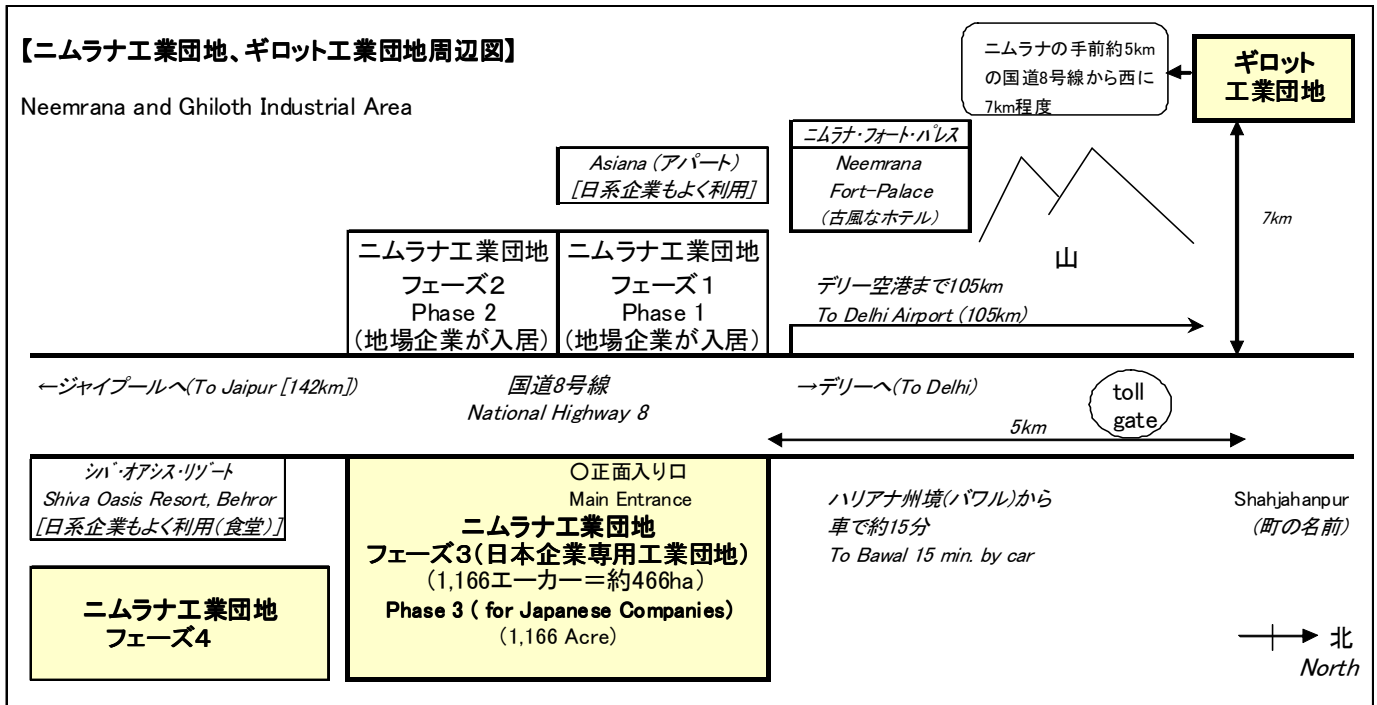 【ニムラナ工業団地、ギロット工業団地周辺図】
Neemrana and Ghiloth Industrial Area
ニムラナの手前約5km
の国道8号線から西に
7km程度
ギロット
工業団地
ニムラナ・フォート・パレス
Neemrana
Fort-Palace
(古風なホテル)
Asiana (アパート)
[日系企業もよく利用]
7km
山
ニムラナ工業団地
フェーズ2
Phase 2
(地場企業が入居)
ニムラナ工業団地
フェーズ1
Phase 1
(地場企業が入居)
デリー空港まで105km
To Delhi Airport (105km)
←ジャイプールへ(To Jaipur [142km])
国道8号線
National Highway 8
→デリーへ(To Delhi)
toll
gate
5km
シバ・オアシス・リゾート
Shiva Oasis Resort, Behror
[日系企業もよく利用(食堂)]
○正面入り口
Main Entrance
ニムラナ工業団地
フェーズ3(日本企業専用工業団地)
(1,166エーカー=約466ha)
Phase 3 ( for Japanese Companies)
(1,166 Acre)
ハリアナ州境(バワル)から
車で約15分
To Bawal 15 min. by car
Shahjahanpur
(町の名前)
ニムラナ工業団地
フェーズ4
北
North